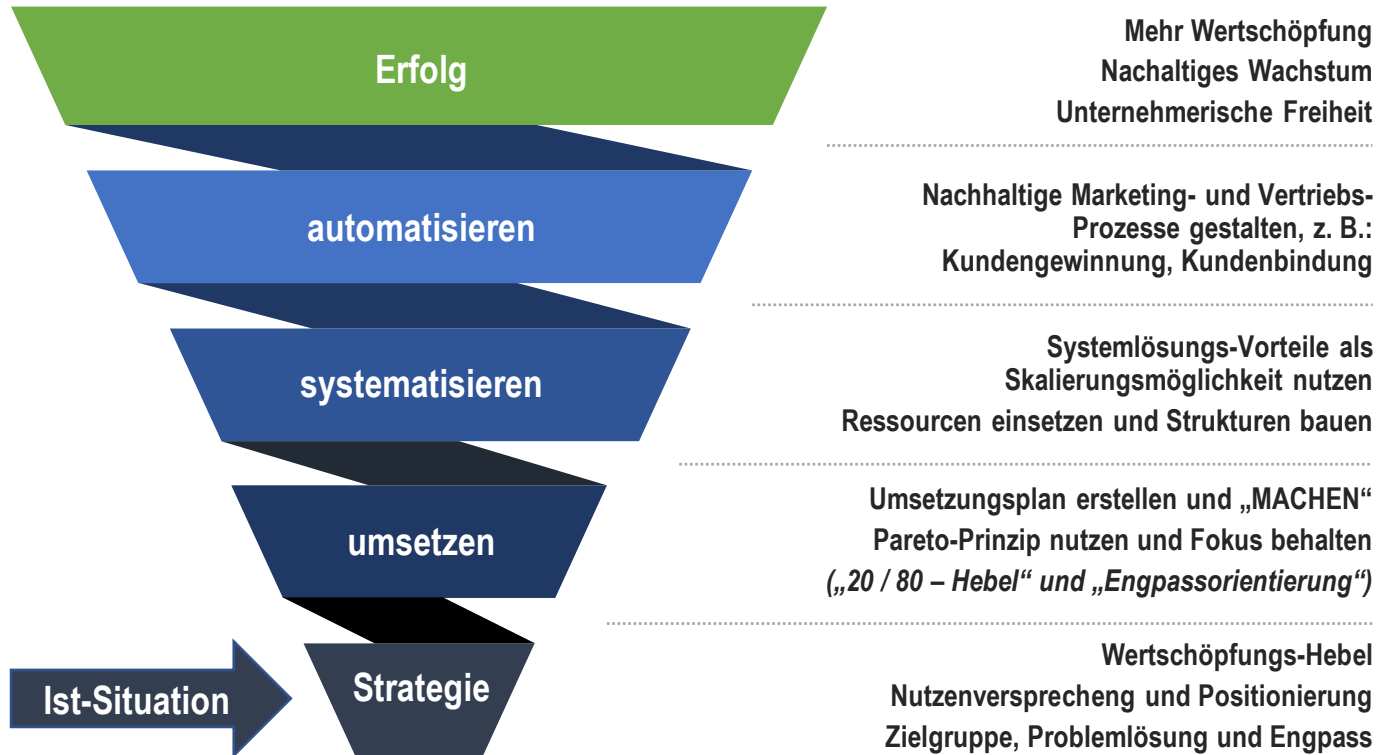 Erfolg
Mehr Wertschöpfung
Nachaltiges Wachstum
Unternehmerische Freiheit
automatisieren
Nachhaltige Marketing- und Vertriebs-
Prozesse gestalten, z. B.:
Kundengewinnung, Kundenbindung
systematisieren
Systemlösungs-Vorteile als
Skalierungsmöglichkeit nutzen
Ressourcen einsetzen und Strukturen bauen
umsetzen
Umsetzungsplan erstellen und „MACHEN“
Pareto-Prinzip nutzen und Fokus behalten
(„20 / 80 – Hebel“ und „Engpassorientierung“)
Ist-Situation
Strategie
Wertschöpfungs-Hebel
Nutzenversprecheng und Positionierung
Zielgruppe, Problemlösung und Engpass